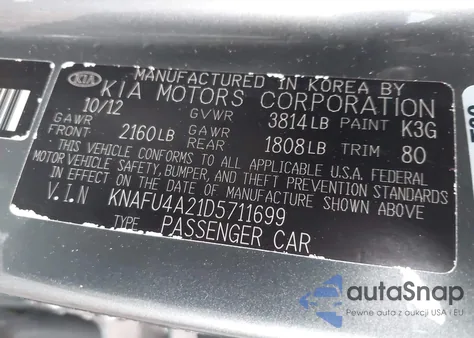 MANUFACTURED IN KOREA BY
KIA KIA MOTORS CORPORATION
10/12 GVWR 3814LB PAINT K3G
GAWR FRONT 2160LB GAWR REAR 1808LB TRIM 80
THIS VEHICLE CONFORMS TO ALL APPLICABLE U.S.A FEDERAL
MOTOR VEHICLE SAFETY, BUMPER, AND THEFT PREVENTION STANDARDS
IN EFFECT ON THE DATE OF MANUFACTURE SHOWN ABOVE
V.I.N KNAFU4A21D5711699
TYPE PASSENGER CAR
autoSnap
Pewne auta z aukcji USA i EU